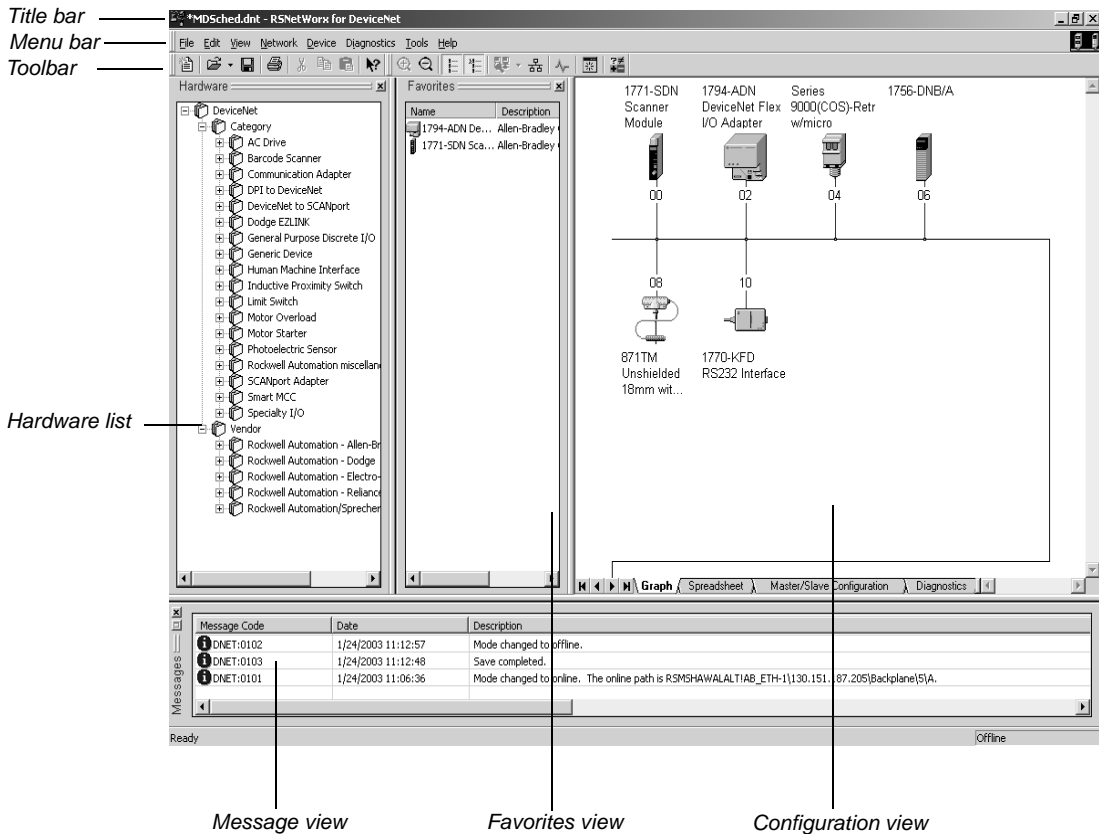 Title bar
*MDSched.dnt - RSNetWorx for DeviceNet
Menu bar
File Edit View Network Device Diagnostics Tools Help
Toolbar
Hardware
DeviceNet
Category
AC Drive
Barcode Scanner
Communication Adapter
DPI to DeviceNet
DeviceNet to SCANport
Dodge EZLINK
General Purpose Discrete I/O
Generic Device
Human Machine Interface
Inductive Proximity Switch
Limit Switch
Motor Overload
Motor Starter
Photoelectric Sensor
Rockwell Automation miscellan
SCANport Adapter
Smart MCC
Specialty I/O
Hardware list
Vendor
Rockwell Automation - Allen-Br
Rockwell Automation - Dodge
Rockwell Automation - Electro-
Rockwell Automation - Reliance
Rockwell Automation/Sprecher
Favorites
Name Description
1794-ADN De... Allen-Bradley
1771-SDN Sca... Allen-Bradley
1771-SDN
Scanner
Module
00
1794-ADN
DeviceNet Flex
I/O Adapter
02
Series
9000(COS)-Retr
w/micro
04
1756-DNB/A
06
08
871TM
Unshielded
18mm wit...
10
1770-KFD
RS232 Interface
Graph Spreadsheet Master/Slave Configuration Diagnostics
Messages
Message Code Date Description
DNET:0102 1/24/2003 11:12:57 Mode changed to offline.
DNET:0103 1/24/2003 11:12:48 Save completed.
DNET:0101 1/24/2003 11:06:36 Mode changed to online. The online path is RSMSHAWALALT!AB_ETH-1\130.151.187.205\Backplane\5\A.
Ready Offline
Message view
Favorites view
Configuration view